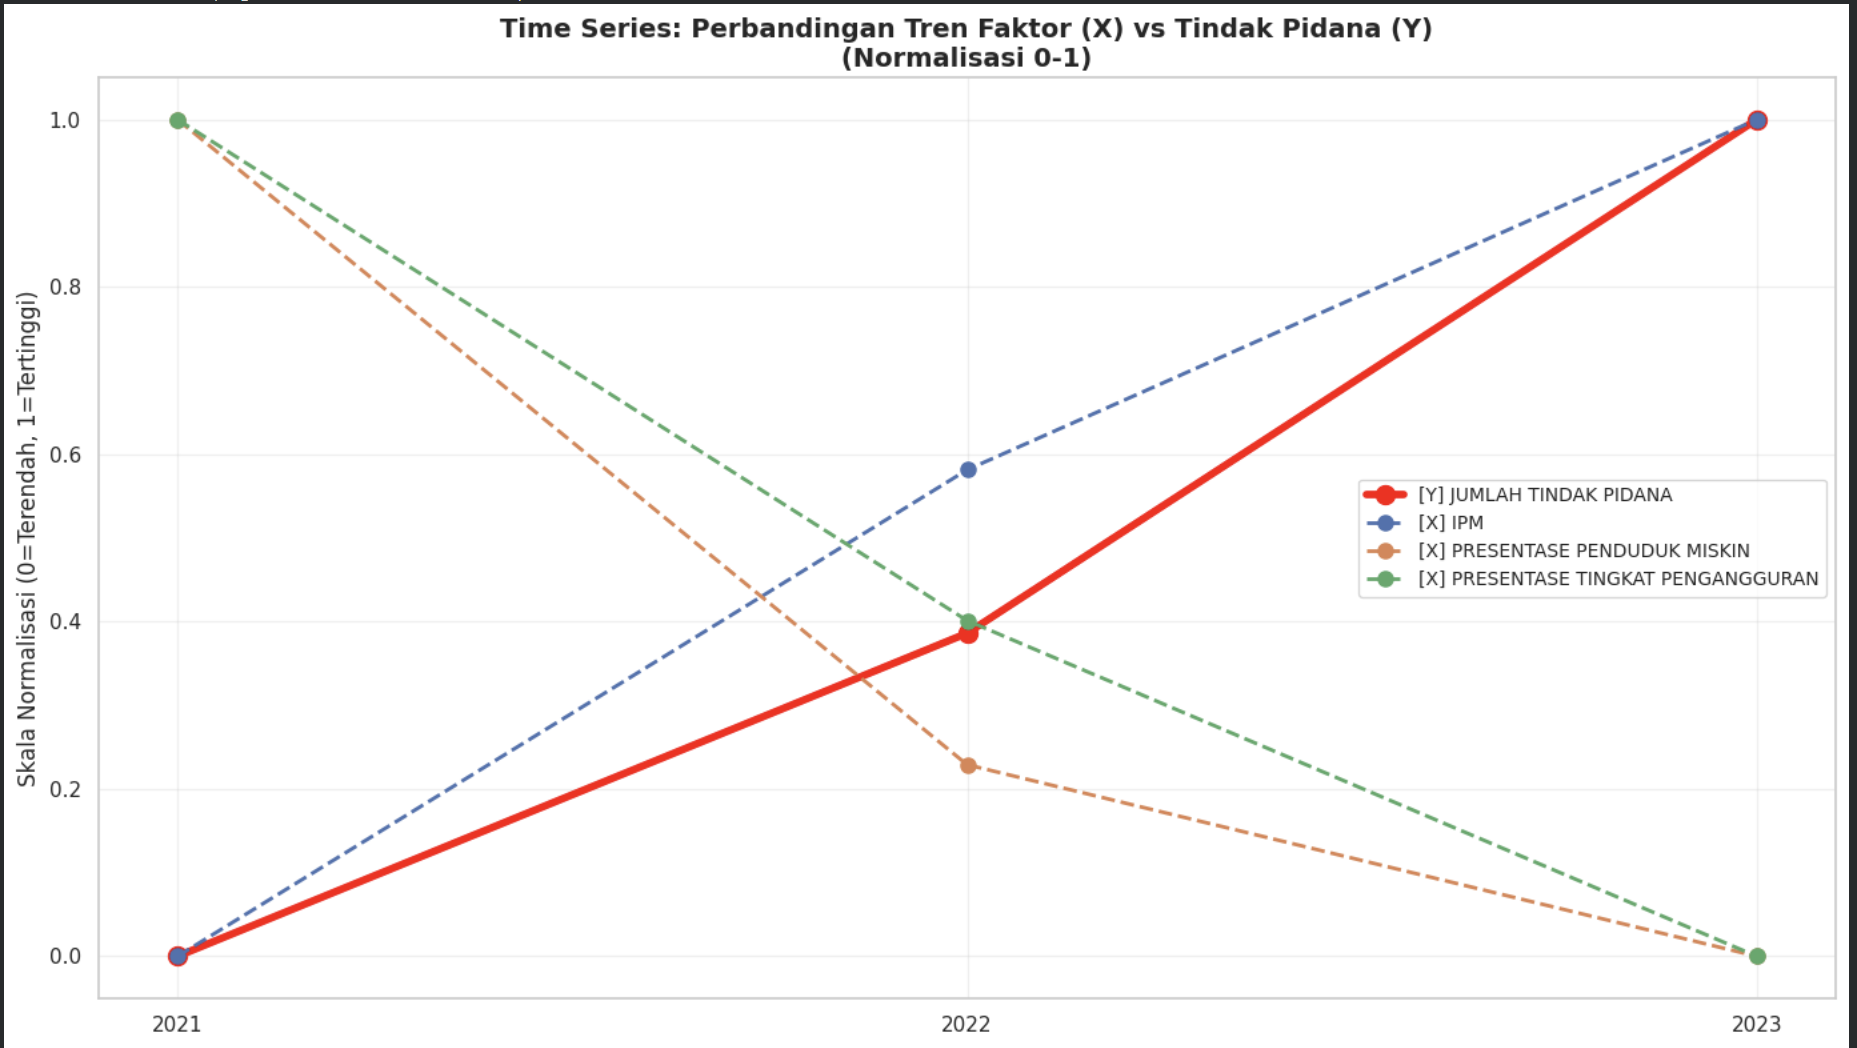 Time Series: Perbandingan Tren Faktor (X) vs Tindak Pidana (Y)
(Normalisasi 0-1)
Skala Normalisasi (0=Terendah, 1=Tertinggi)
1.0
0.8
0.6
0.4
0.2
0.0
[Y] JUMLAH TINDAK PIDANA
[X] IPM
[X] PRESENTASE PENDUDUK MISKIN
[X] PRESENTASE TINGKAT PENGANGGURAN
2021
2022
2023